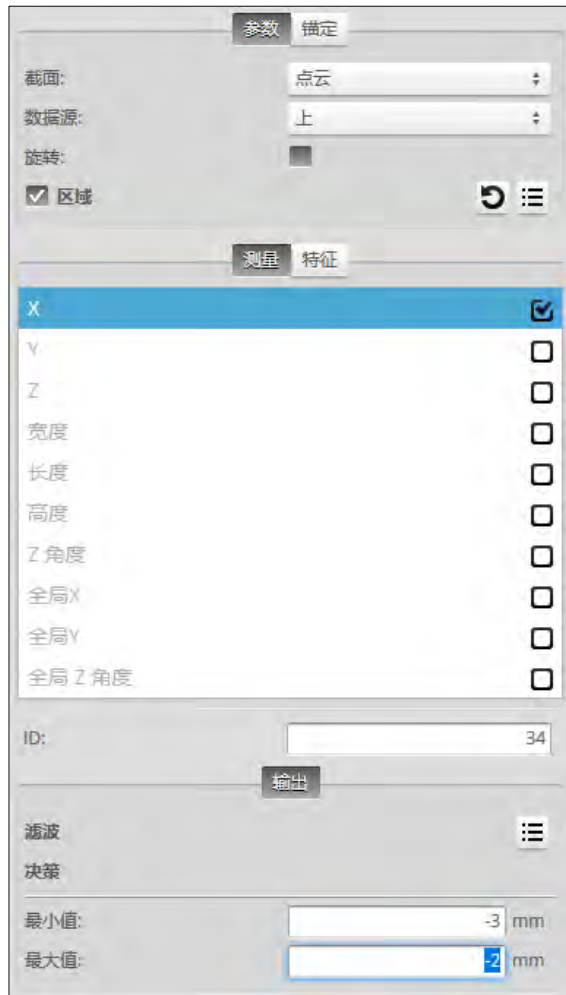 参数 锚定
截面: 点云
数据源: 上
旋转:
区域
测量 特征
X
Y
Z
宽度
长度
高度
Z 角度
全局X
全局Y
全局 Z 角度
ID: 34
输出
滤波
决策
最小值: -3 mm
最大值: -2 mm